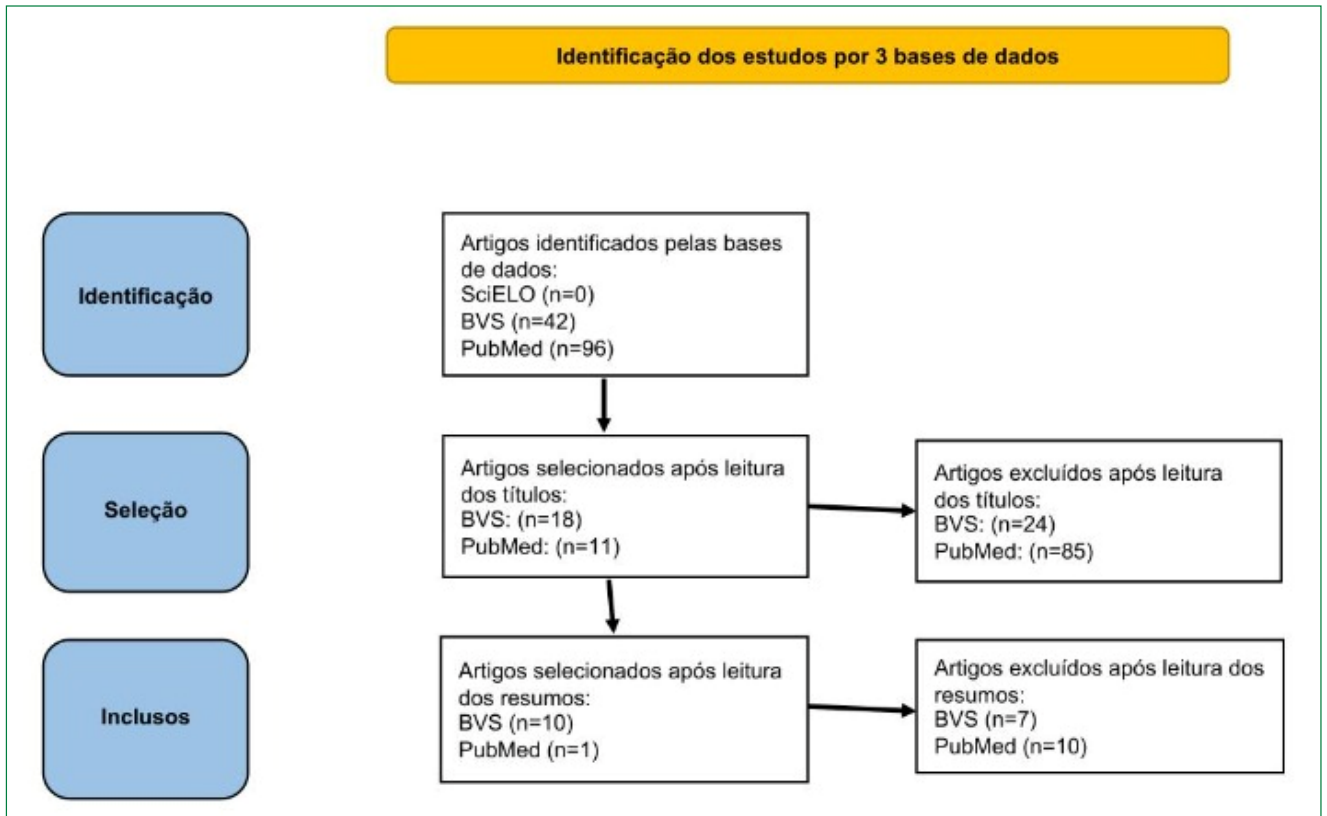 Identificação dos estudos por 3 bases de dados
Identificação
Artigos identificados pelas bases
de dados:
SciELO (n=0)
BVS (n=42)
PubMed (n=96)
Seleção
Artigos selecionados após leitura
dos títulos:
BVS: (n=18)
PubMed: (n=11)
Artigos excluídos após leitura
dos títulos:
BVS: (n=24)
PubMed: (n=85)
Inclusos
Artigos selecionados após leitura
dos resumos:
BVS (n=10)
PubMed (n=1)
Artigos excluídos após leitura dos
resumos:
BVS (n=7)
PubMed (n=10)